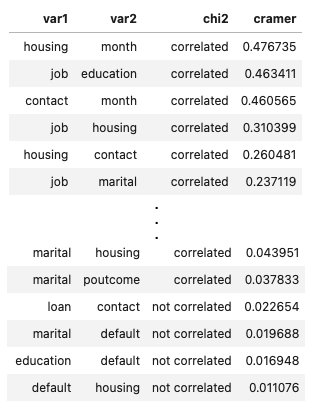 var1 var2 chi2 cramer
housing month correlated 0.476735
job education correlated 0.463411
contact month correlated 0.460565
job housing correlated 0.310399
housing contact correlated 0.260481
job marital correlated 0.237119
.
.
.
marital housing correlated 0.043951
marital poutcome correlated 0.037833
loan contact not correlated 0.022654
marital default not correlated 0.019688
education default not correlated 0.016948
default housing not correlated 0.011076